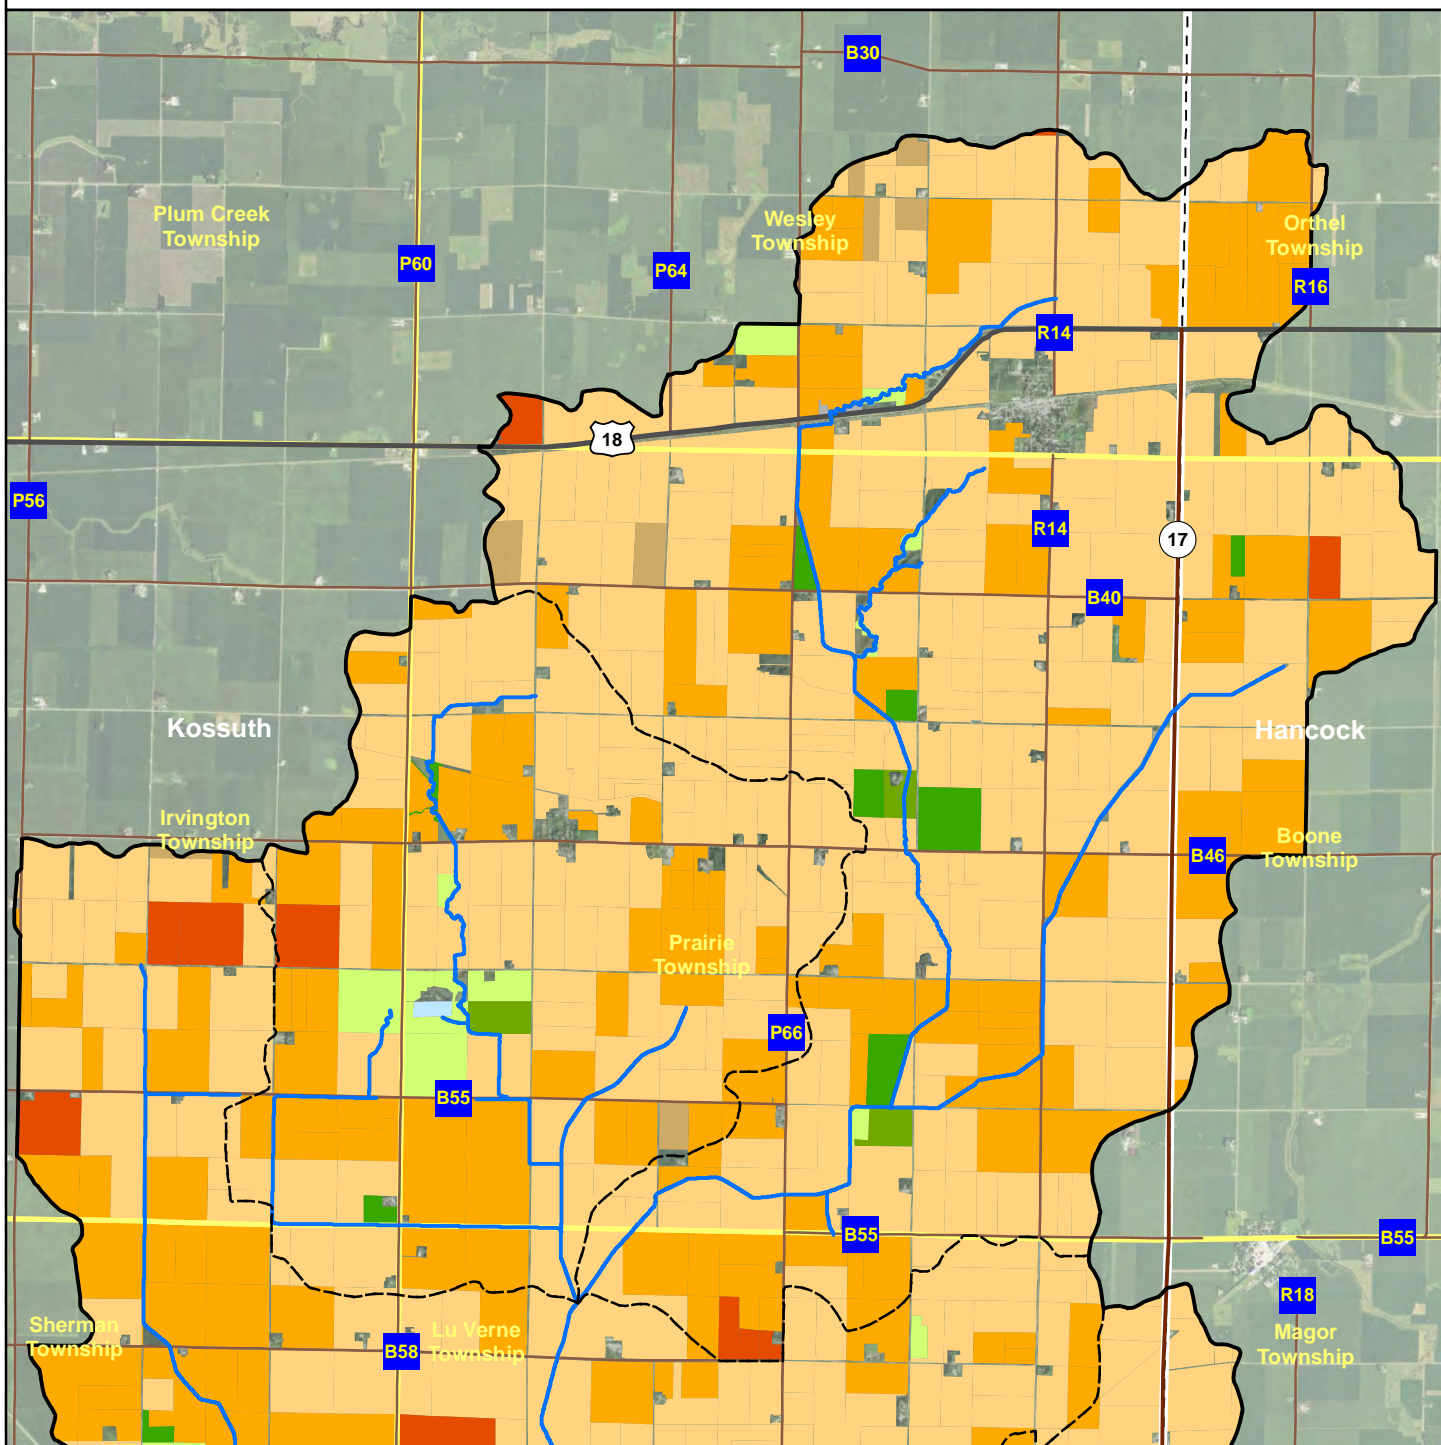 B30
Plum Creek
Township
Wesley
Township
Orthel
Township
P60
P64
R16
R14
18
P56
R14
17
B40
Kossuth
Hancock
Irvington
Township
Boone
Township
B46
Prairie
Township
P66
B55
B55
B55
R18
Sherman
Township
Lu Verne
Township
B58
Magor
Township